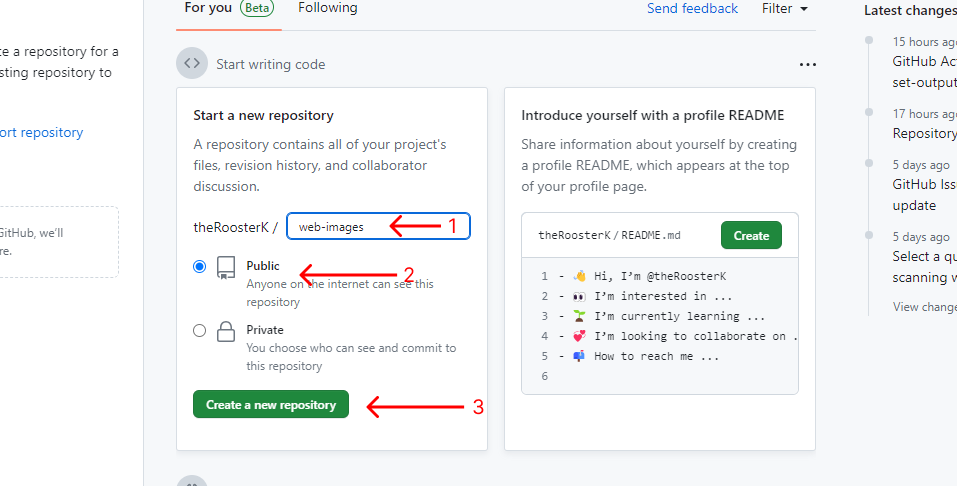 For you Beta Following Send feedback Filter
Latest changes
te a repository for a
sting repository to
ort repository
GitHub, we'll
re.
Start writing code
Start a new repository
A repository contains all of your project's
files, revision history, and collaborator
discussion.
theRoosterK / web-images 1
Public 2
Anyone on the internet can see this
repository
Private
You choose who can see and commit to
this repository
Create a new repository 3
Introduce yourself with a profile README
Share information about yourself by creating
a profile README, which appears at the top
of your profile page.
theRoosterK / README.md Create
1 - 👋 Hi, I'm @theRoosterK
2 - 👀 I'm interested in ...
3 - 🌱 I'm currently learning ...
4 - 💞️ I'm looking to collaborate on .
5 - 📫 How to reach me ...
6
15 hours ago
GitHub Ac
set-output
17 hours ago
Repository
5 days ago
GitHub Iss
update
5 days ago
Select a qu
scanning w
View change